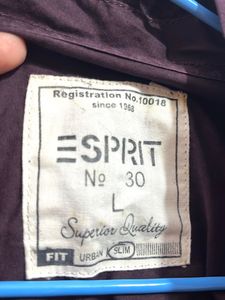 Registration No.10018
since 1968
ESPRIT
No 30
L
Superior Quality
FIT URBAN SLIM